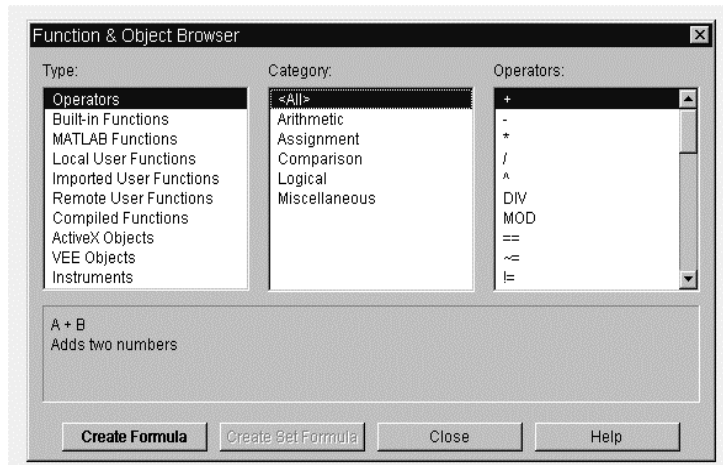 Function & Object Browser
Type:
Category:
Operators:
Operators
Built-in Functions
MATLAB Functions
Local User Functions
Imported User Functions
Remote User Functions
Compiled Functions
ActiveX Objects
VEE Objects
Instruments
<All>
Arithmetic
Assignment
Comparison
Logical
Miscellaneous
+
-
*
/
^
DIV
MOD
==
~=
!=
A + B
Adds two numbers
Create Formula
Create Set Formula
Close
Help